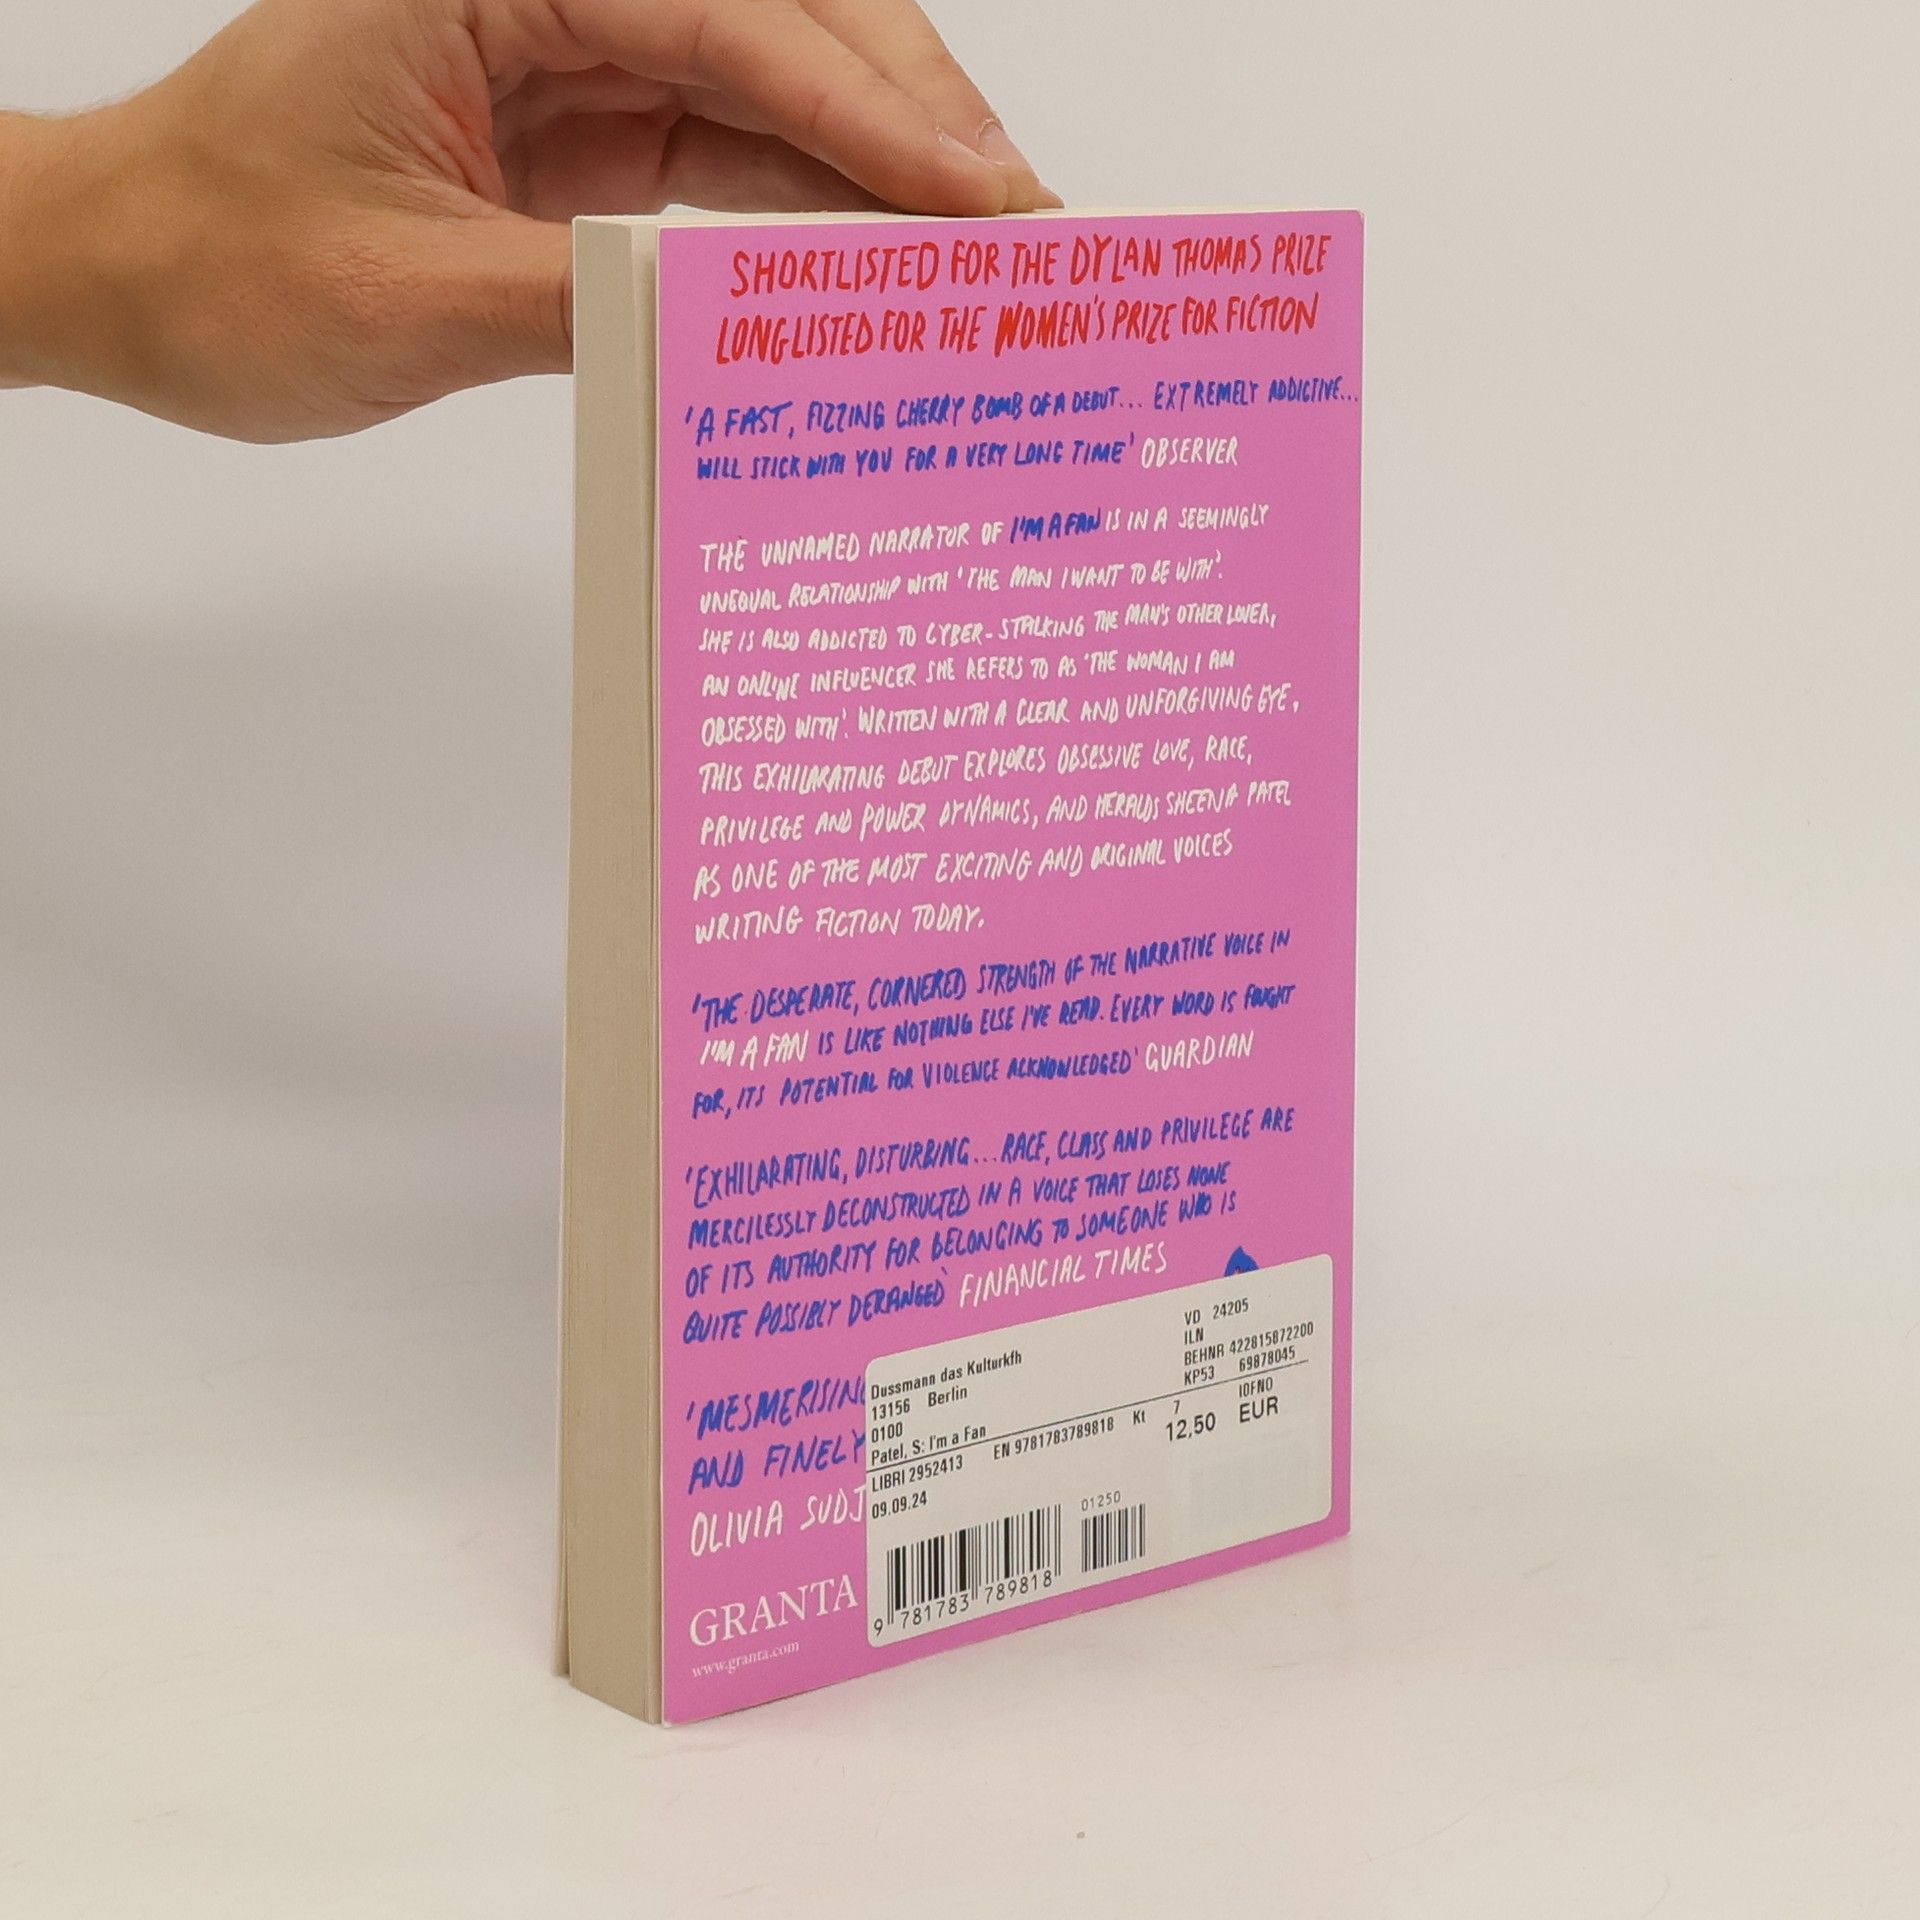 SHORTLISTED FOR THE DYLAN THOMAS PRIZE
LONGLISTED FOR THE WOMEN'S PRIZE FOR FICTION
'A FAST, FIZZING CHERRY BOMB OF A DEBUT... EXTREMELY ADDICTIVE...
WILL STICK WITH YOU FOR A VERY LONG TIME' OBSERVER
THE UNNAMED NARRATOR OF I'M A FAN IS IN A SEEMINGLY
UNEQUAL RELATIONSHIP WITH 'THE MAN I WANT TO BE WITH'.
SHE IS ALSO ADDICTED TO CYBER-STALKING THE MAN'S OTHER LOVER,
AN ONLINE INFLUENCER SHE REFERS TO AS 'THE WOMAN I AM
OBSESSED WITH'. WRITTEN WITH A CLEAR AND UNFORGIVING EYE,
THIS EXHILARATING DEBUT EXPLORES OBSESSIVE LOVE, RACE,
PRIVILEGE AND POWER DYNAMICS, AND HERALDS SHEENA PATEL
AS ONE OF THE MOST EXCITING AND ORIGINAL VOICES
WRITING FICTION TODAY.
'THE DESPERATE, CORNERED STRENGTH OF THE NARRATIVE VOICE IN
I'M A FAN IS LIKE NOTHING ELSE I'VE READ. EVERY WORD IS FOUGHT
FOR, ITS POTENTIAL FOR VIOLENCE ACKNOWLEDGED' GUARDIAN
'EXHILARATING, DISTURBING... RACE, CLASS AND PRIVILEGE ARE
MERCILESSLY DECONSTRUCTED IN A VOICE THAT LOSES NONE
OF ITS AUTHORITY FOR BELONGING TO SOMEONE WHO IS
QUITE POSSIBLY DERANGED' FINANCIAL TIMES
'MESMERISING
AND FINELY
OLIVIA SUDJ
GRANTA
www.granta.com
Dussmann das Kulturkfh
13156 Berlin
0100
Patel, S: I'm a Fan
VD 24205
ILN
BEHNR 422815872200
KP53 69878045
LIBRI 2952413 EN 9781783789818 Kt 7 IOFNO
09.09.24 12,50 EUR
01250
9 781783 789818